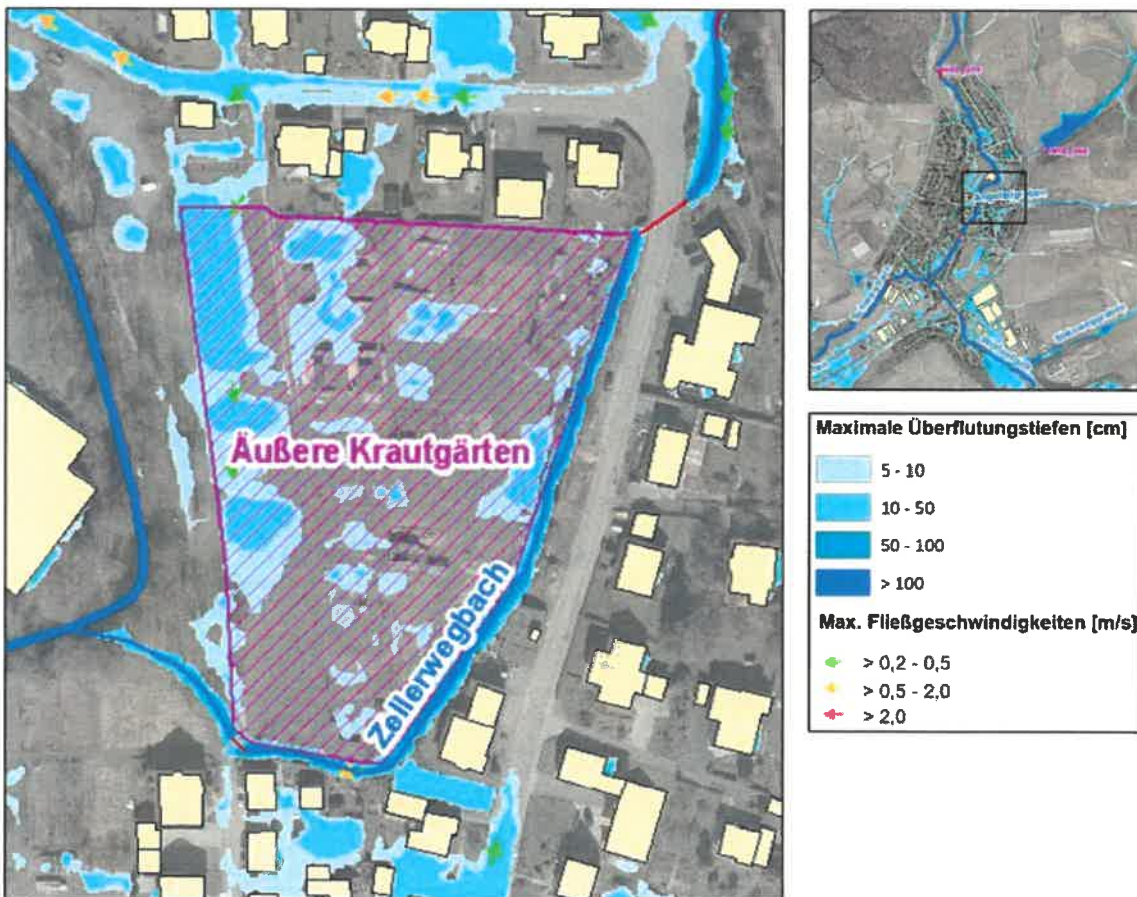 Äußere Krautgärten
Zellerwegbach
Maximale Überflutungstiefen [cm]
5 - 10
10 - 50
50 - 100
> 100
Max. Fließgeschwindigkeiten [m/s]
> 0,2 - 0,5
> 0,5 - 2,0
> 2,0